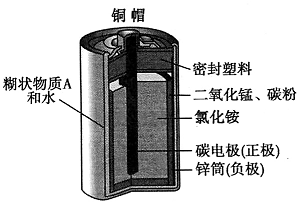 铜帽
密封塑料
糊状物质A
和水
二氧化锰、碳粉
氯化铵
碳电极(正极)
锌筒(负极)